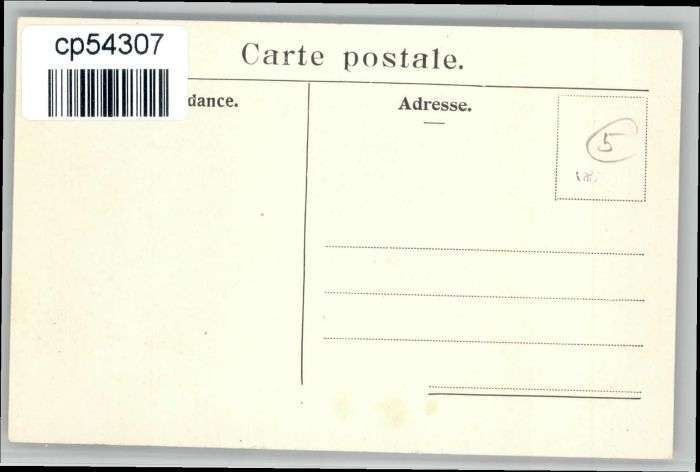 cp54307
Carte postale.
dance.
Adresse.
5